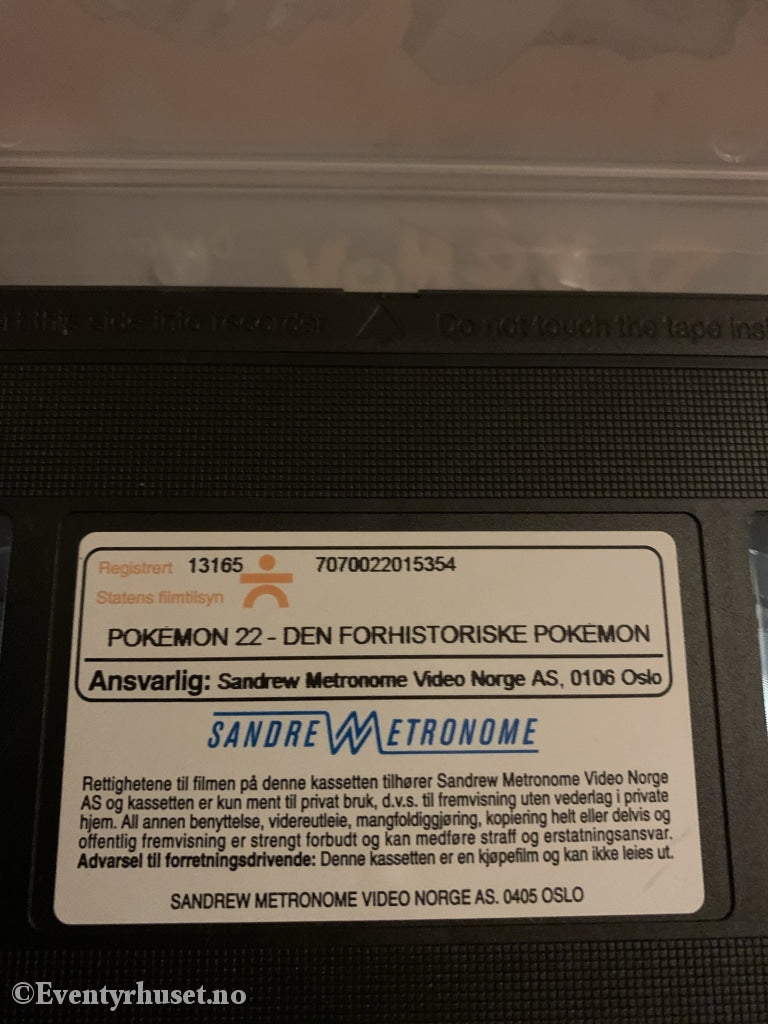 this side into recorder Do not touch the tape
Registrert 13165 7070022015354
Statens filmtilsyn
POKÉMON 22 - DEN FORHISTORISKE POKÉMON
Ansvarlig: Sandrew Metronome Video Norge AS, 0106 Oslo
SANDREW METRONOME
Rettighetene til filmen på denne kassetten tilhører Sandrew Metronome Video Norge
AS og kassetten er kun ment til privat bruk, d.v.s. til fremvisning uten vederlag i private
hjem. All annen benyttelse, videreutleie, mangfoldiggjøring, kopiering helt eller delvis og
offentlig fremvisning er strengt forbudt og kan medføre straff og erstatningsansvar.
Advarsel til forretningsdrivende: Denne kassetten er en kjøpefilm og kan ikke leies ut.
SANDREW METRONOME VIDEO NORGE AS. 0405 OSLO
©Eventyrhuset.no